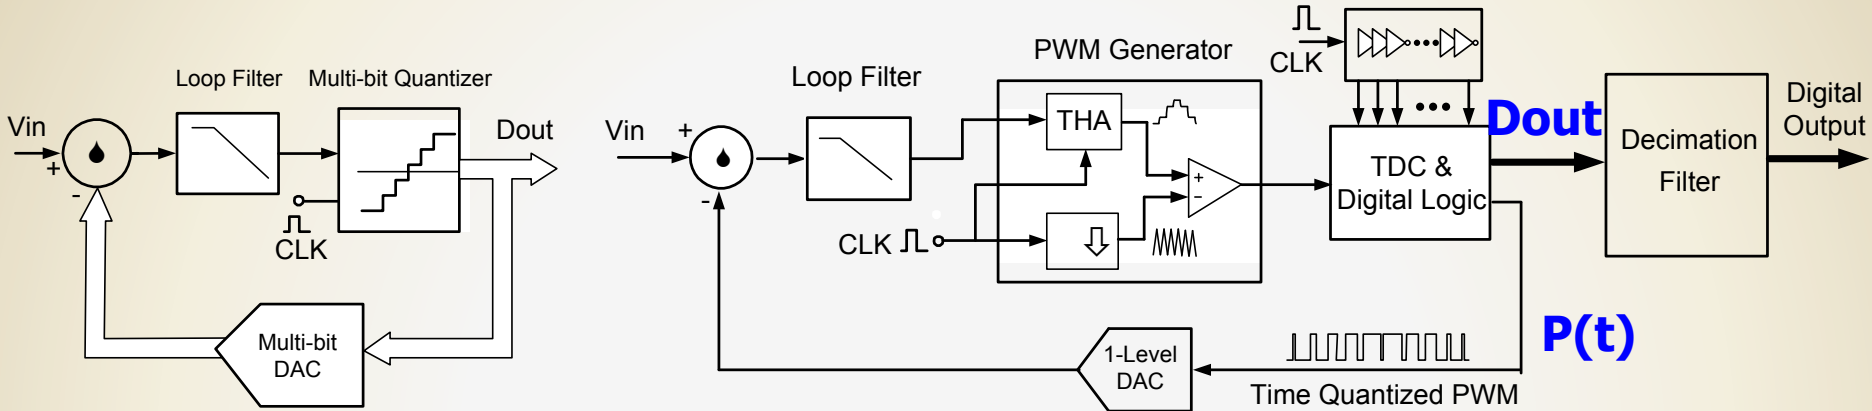 Loop Filter
Multi-bit Quantizer
Vin
+
-
CLK
Dout
Multi-bit
DAC
PWM Generator
Loop Filter
Vin
+
-
THA
+
-
CLK
CLK
TDC &
Digital Logic
Dout
Decimation
Filter
Digital
Output
P(t)
1-Level
DAC
Time Quantized PWM